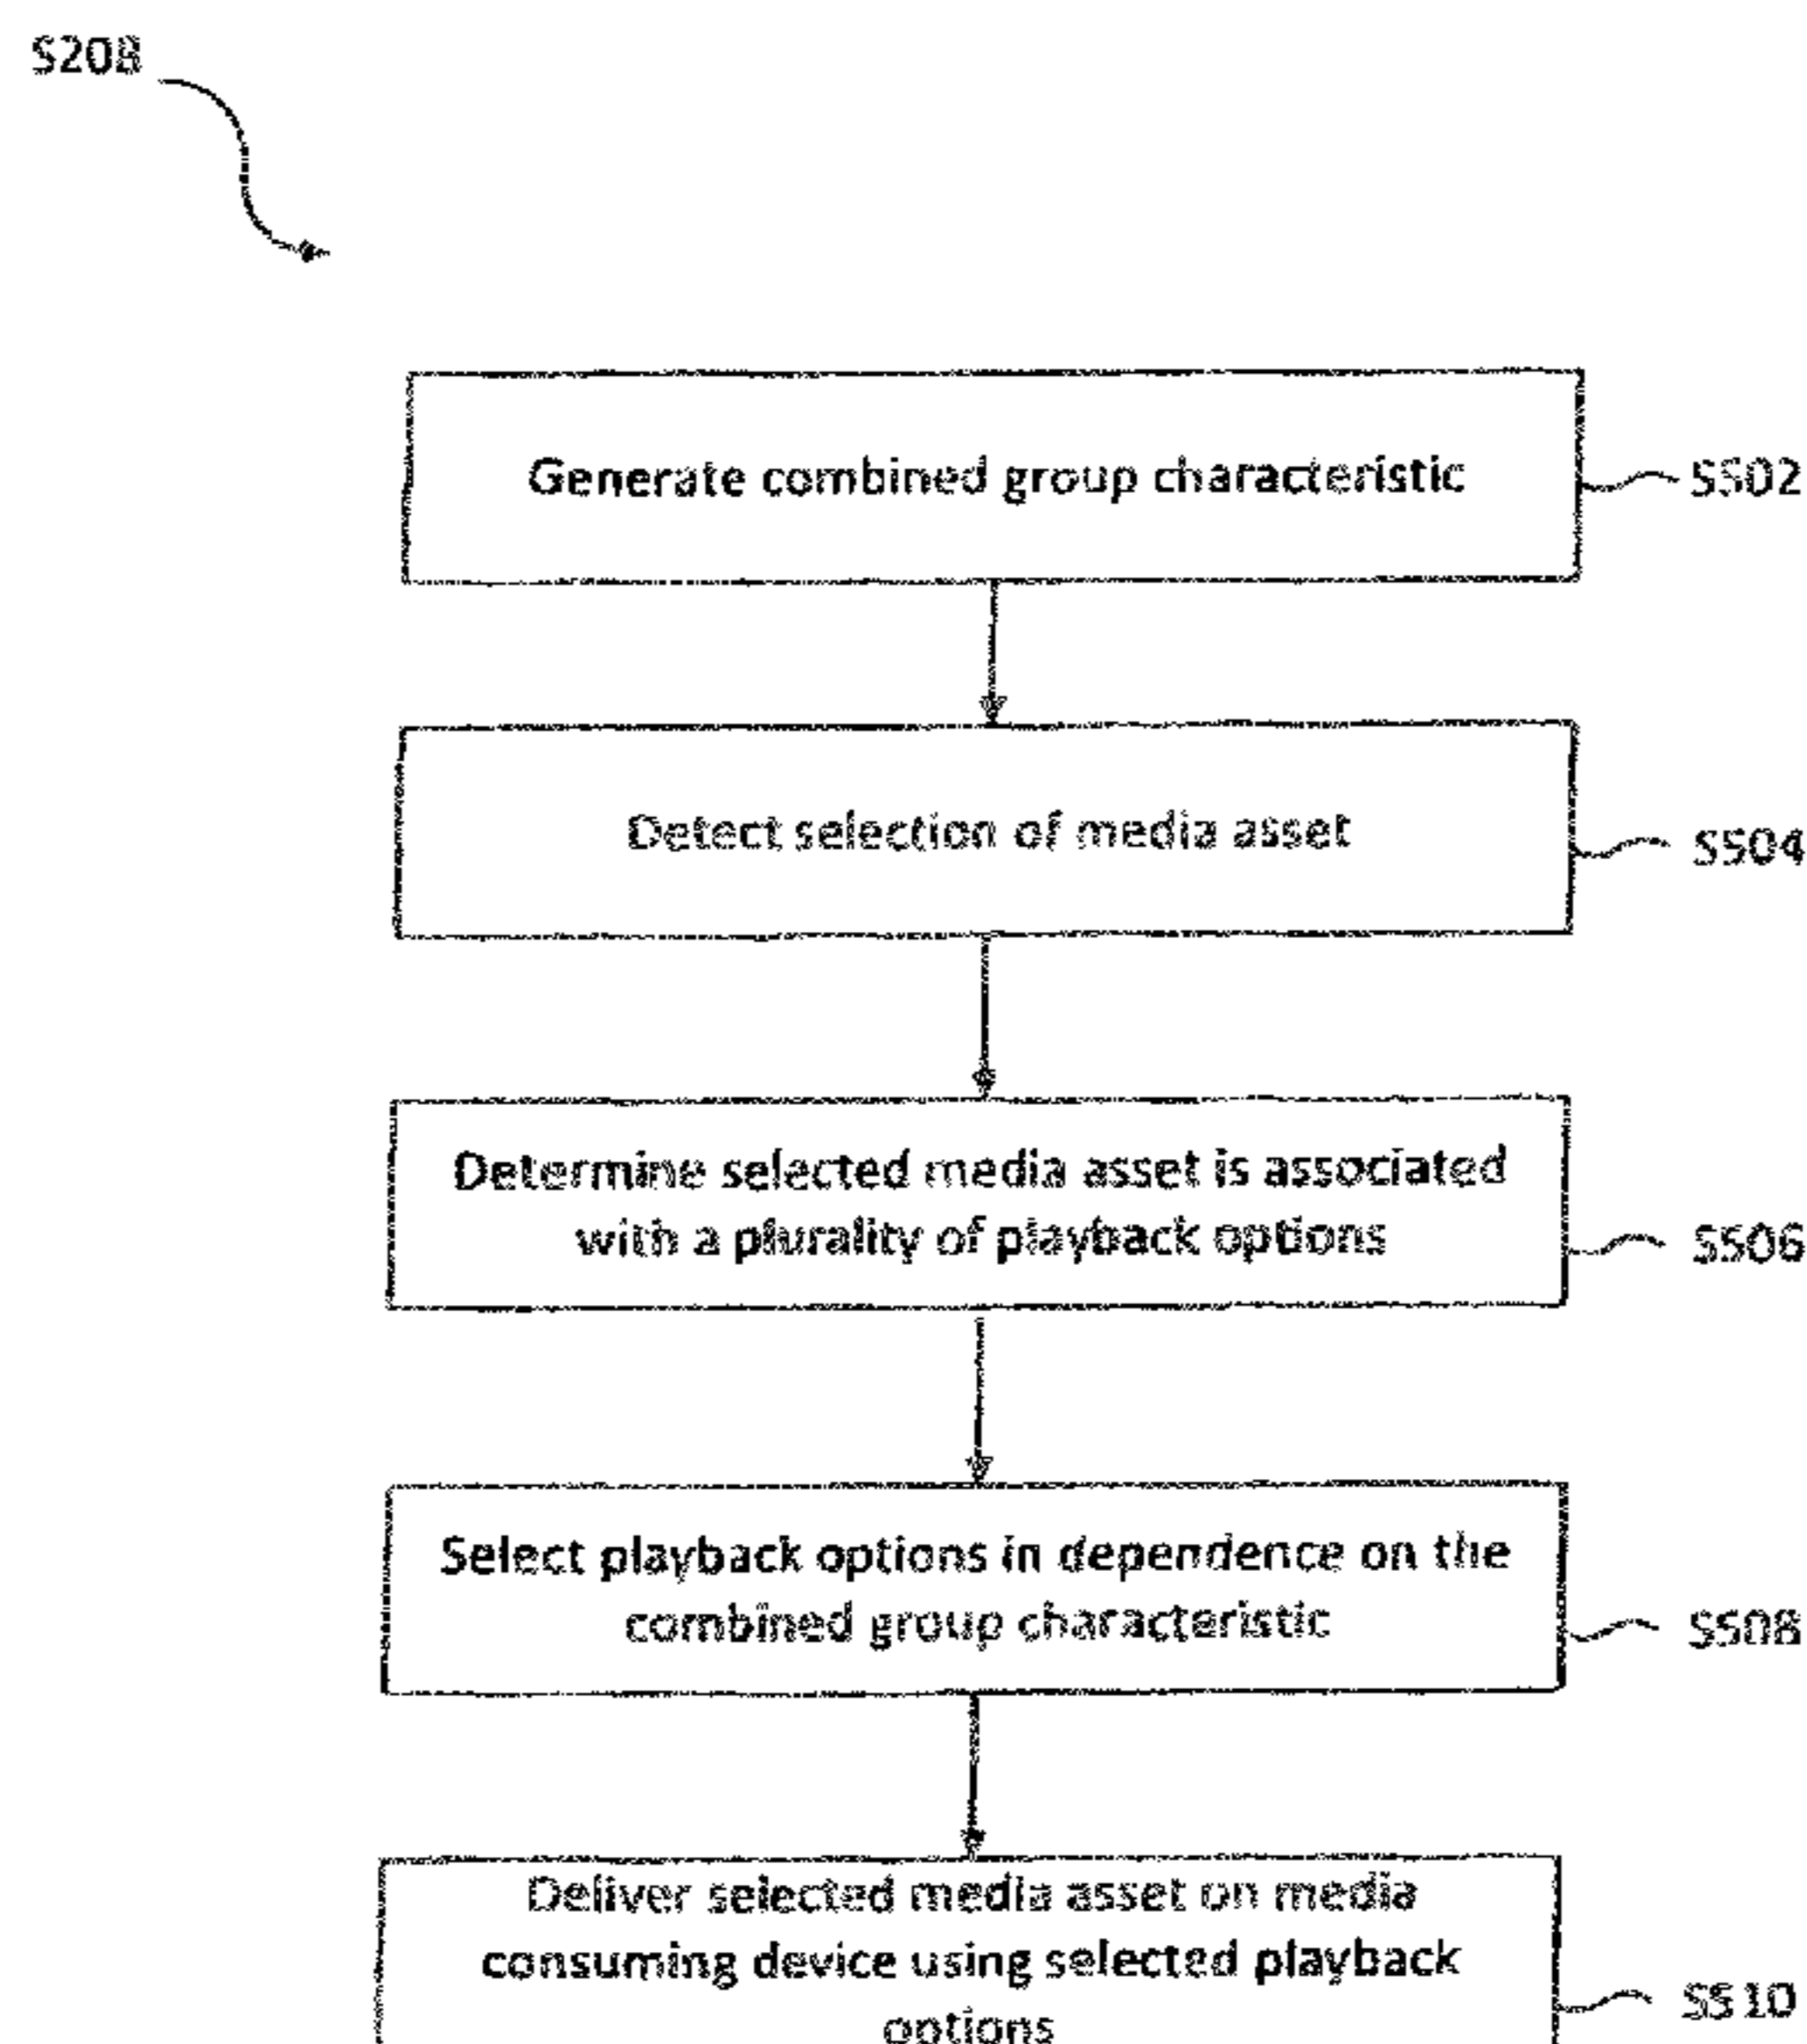 S208
Generate combined group characteristic
S502
Detect selection of media asset
S504
Determine selected media asset is associated
with a plurality of playback options
S506
Select playback options in dependence on the
combined group characteristic
S508
Deliver selected media asset on media
consuming device using selected playback
options
S510